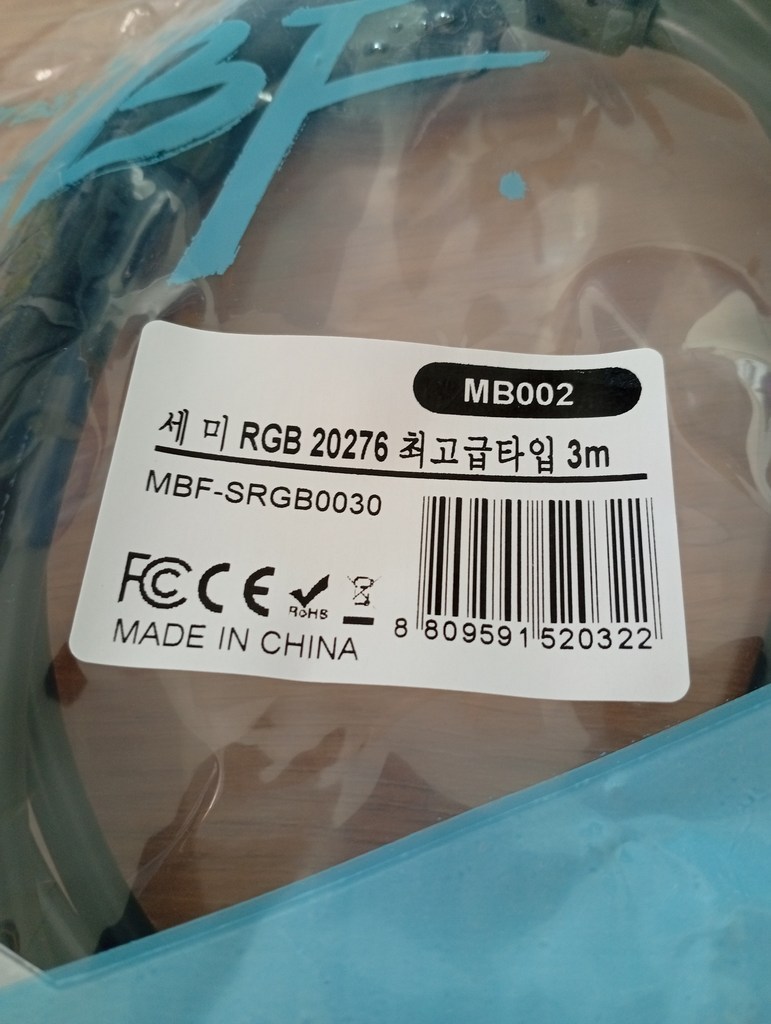 BF
MB002
세 미 RGB 20276 최고급타입 3m
MBF-SRGB0030
FC CE RoHS
MADE IN CHINA
8 809591 520322